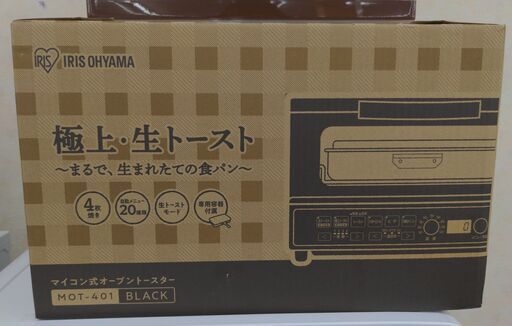 IRIS
IRIS OHYAMA
極上・生トースト
〜まるで、生まれたての食パン〜
4枚
焼き
自動メニュー
20種類
生トースト
モード
専用容器
付属
マイコン式オーブントースター
MOT-401 BLACK